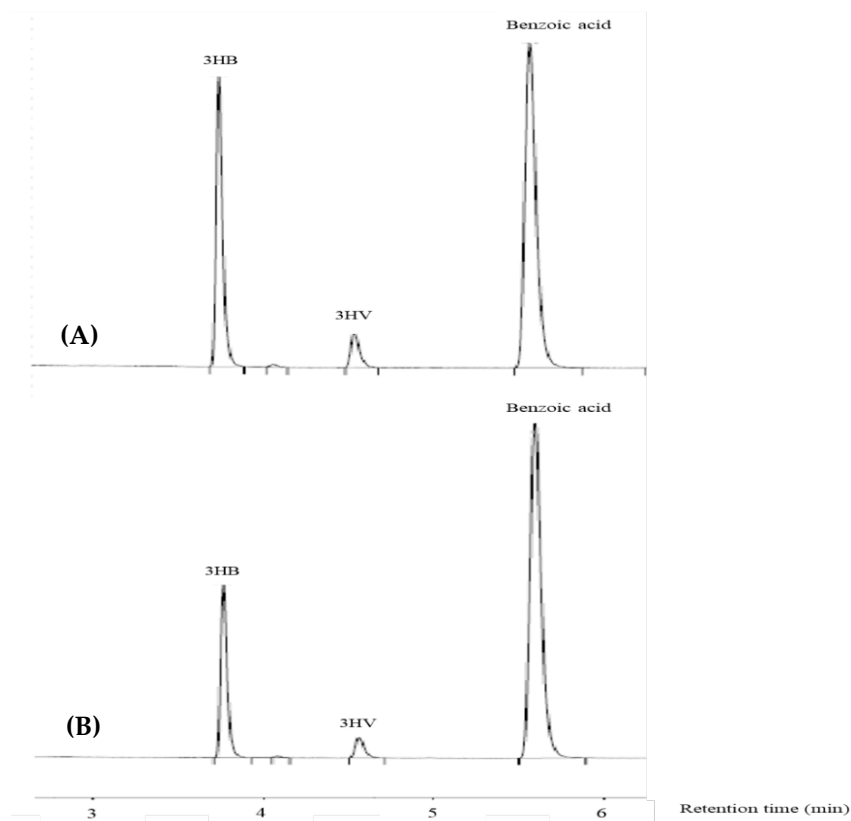 Benzoic acid
3HB
3HV
(A)
Benzoic acid
3HB
3HV
(B)
3 4 5 6 Retention time (min)